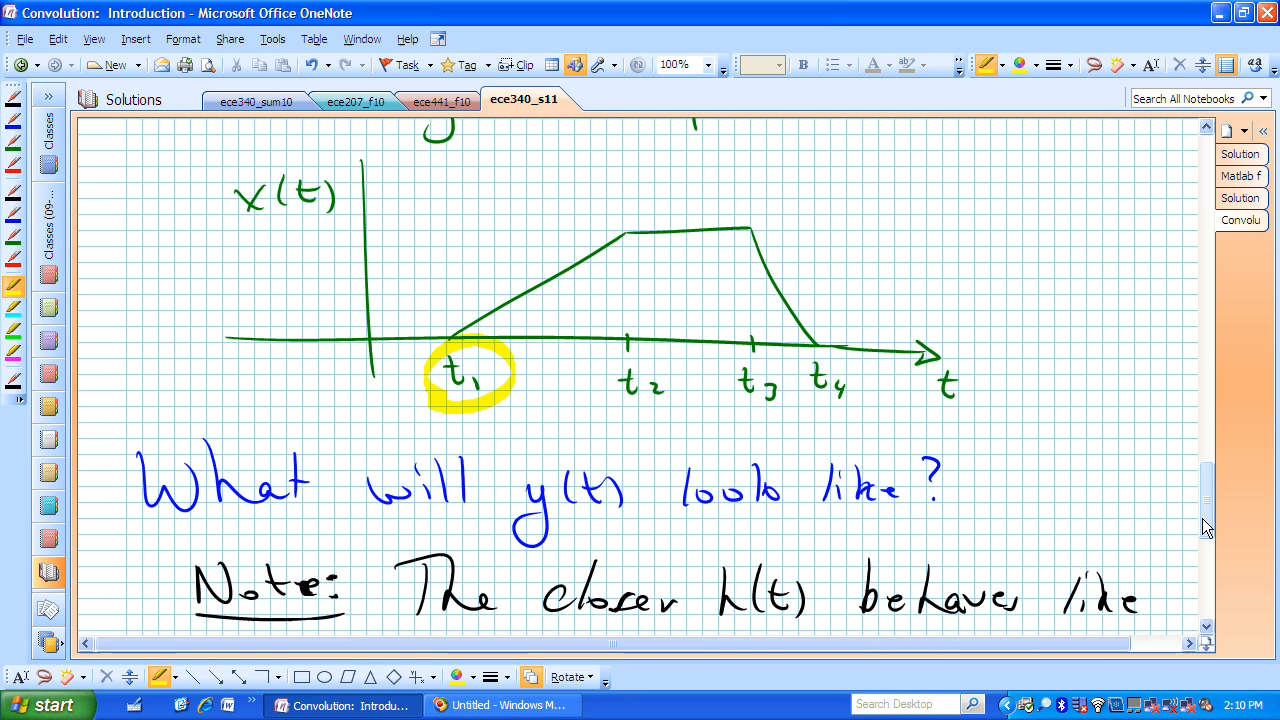 Convolution: Introduction - Microsoft Office OneNote
File Edit View Insert Format Share Tools Table Window Help
New Task Tag Clip 100% B A ab
Solutions ece340_sum10 ece207_f10 ece441_f10 ece340_s11 Search All Notebooks
Classes
Classes (09-...
Solution
Matlab f
Solution
Convolu
x(t)
t1 t2 t3 t4 t
What will y(t) look like?
Note: The closer h(t) behaves like
Rotate
start Convolution: Introdu... Untitled - Windows M... Search Desktop 2:10 PM